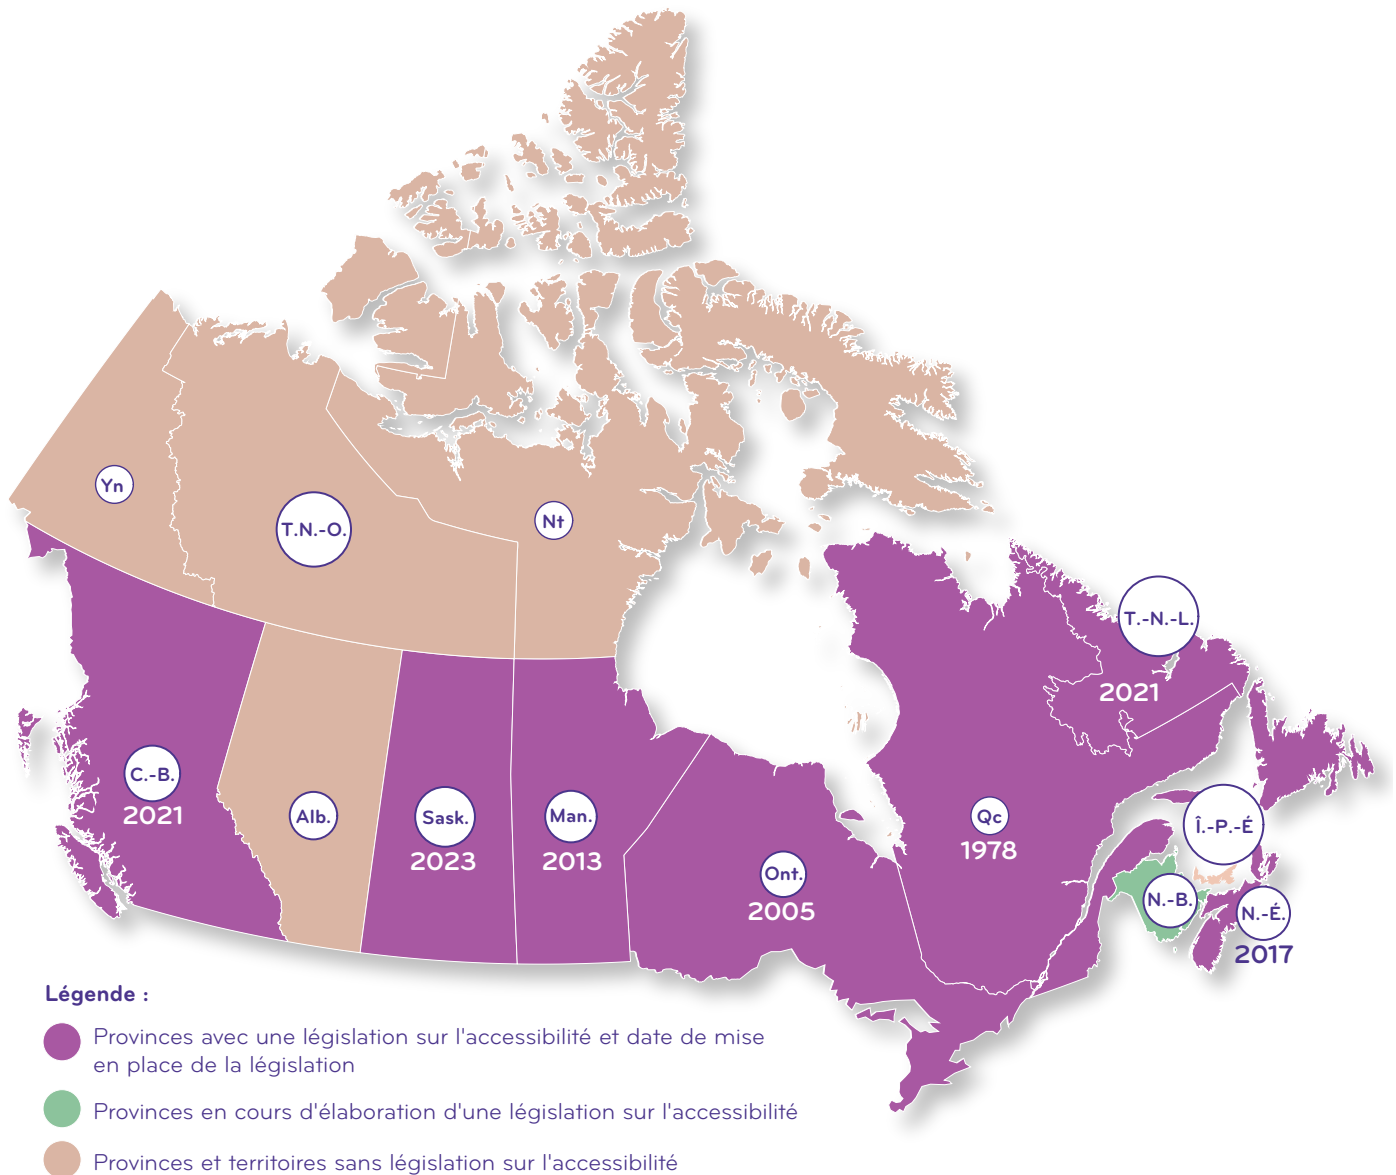 Yn
T.N.-O.
Nt
T.-N.-L.
2021
C.-B.
2021
Alb.
Sask.
2023
Man.
2013
Ont.
2005
Qc
1978
Î.-P.-É
N.-B.
N.-É.
2017
Légende :
Provinces avec une législation sur l'accessibilité et date de mise
en place de la législation
Provinces en cours d'élaboration d'une législation sur l'accessibilité
Provinces et territoires sans législation sur l'accessibilité